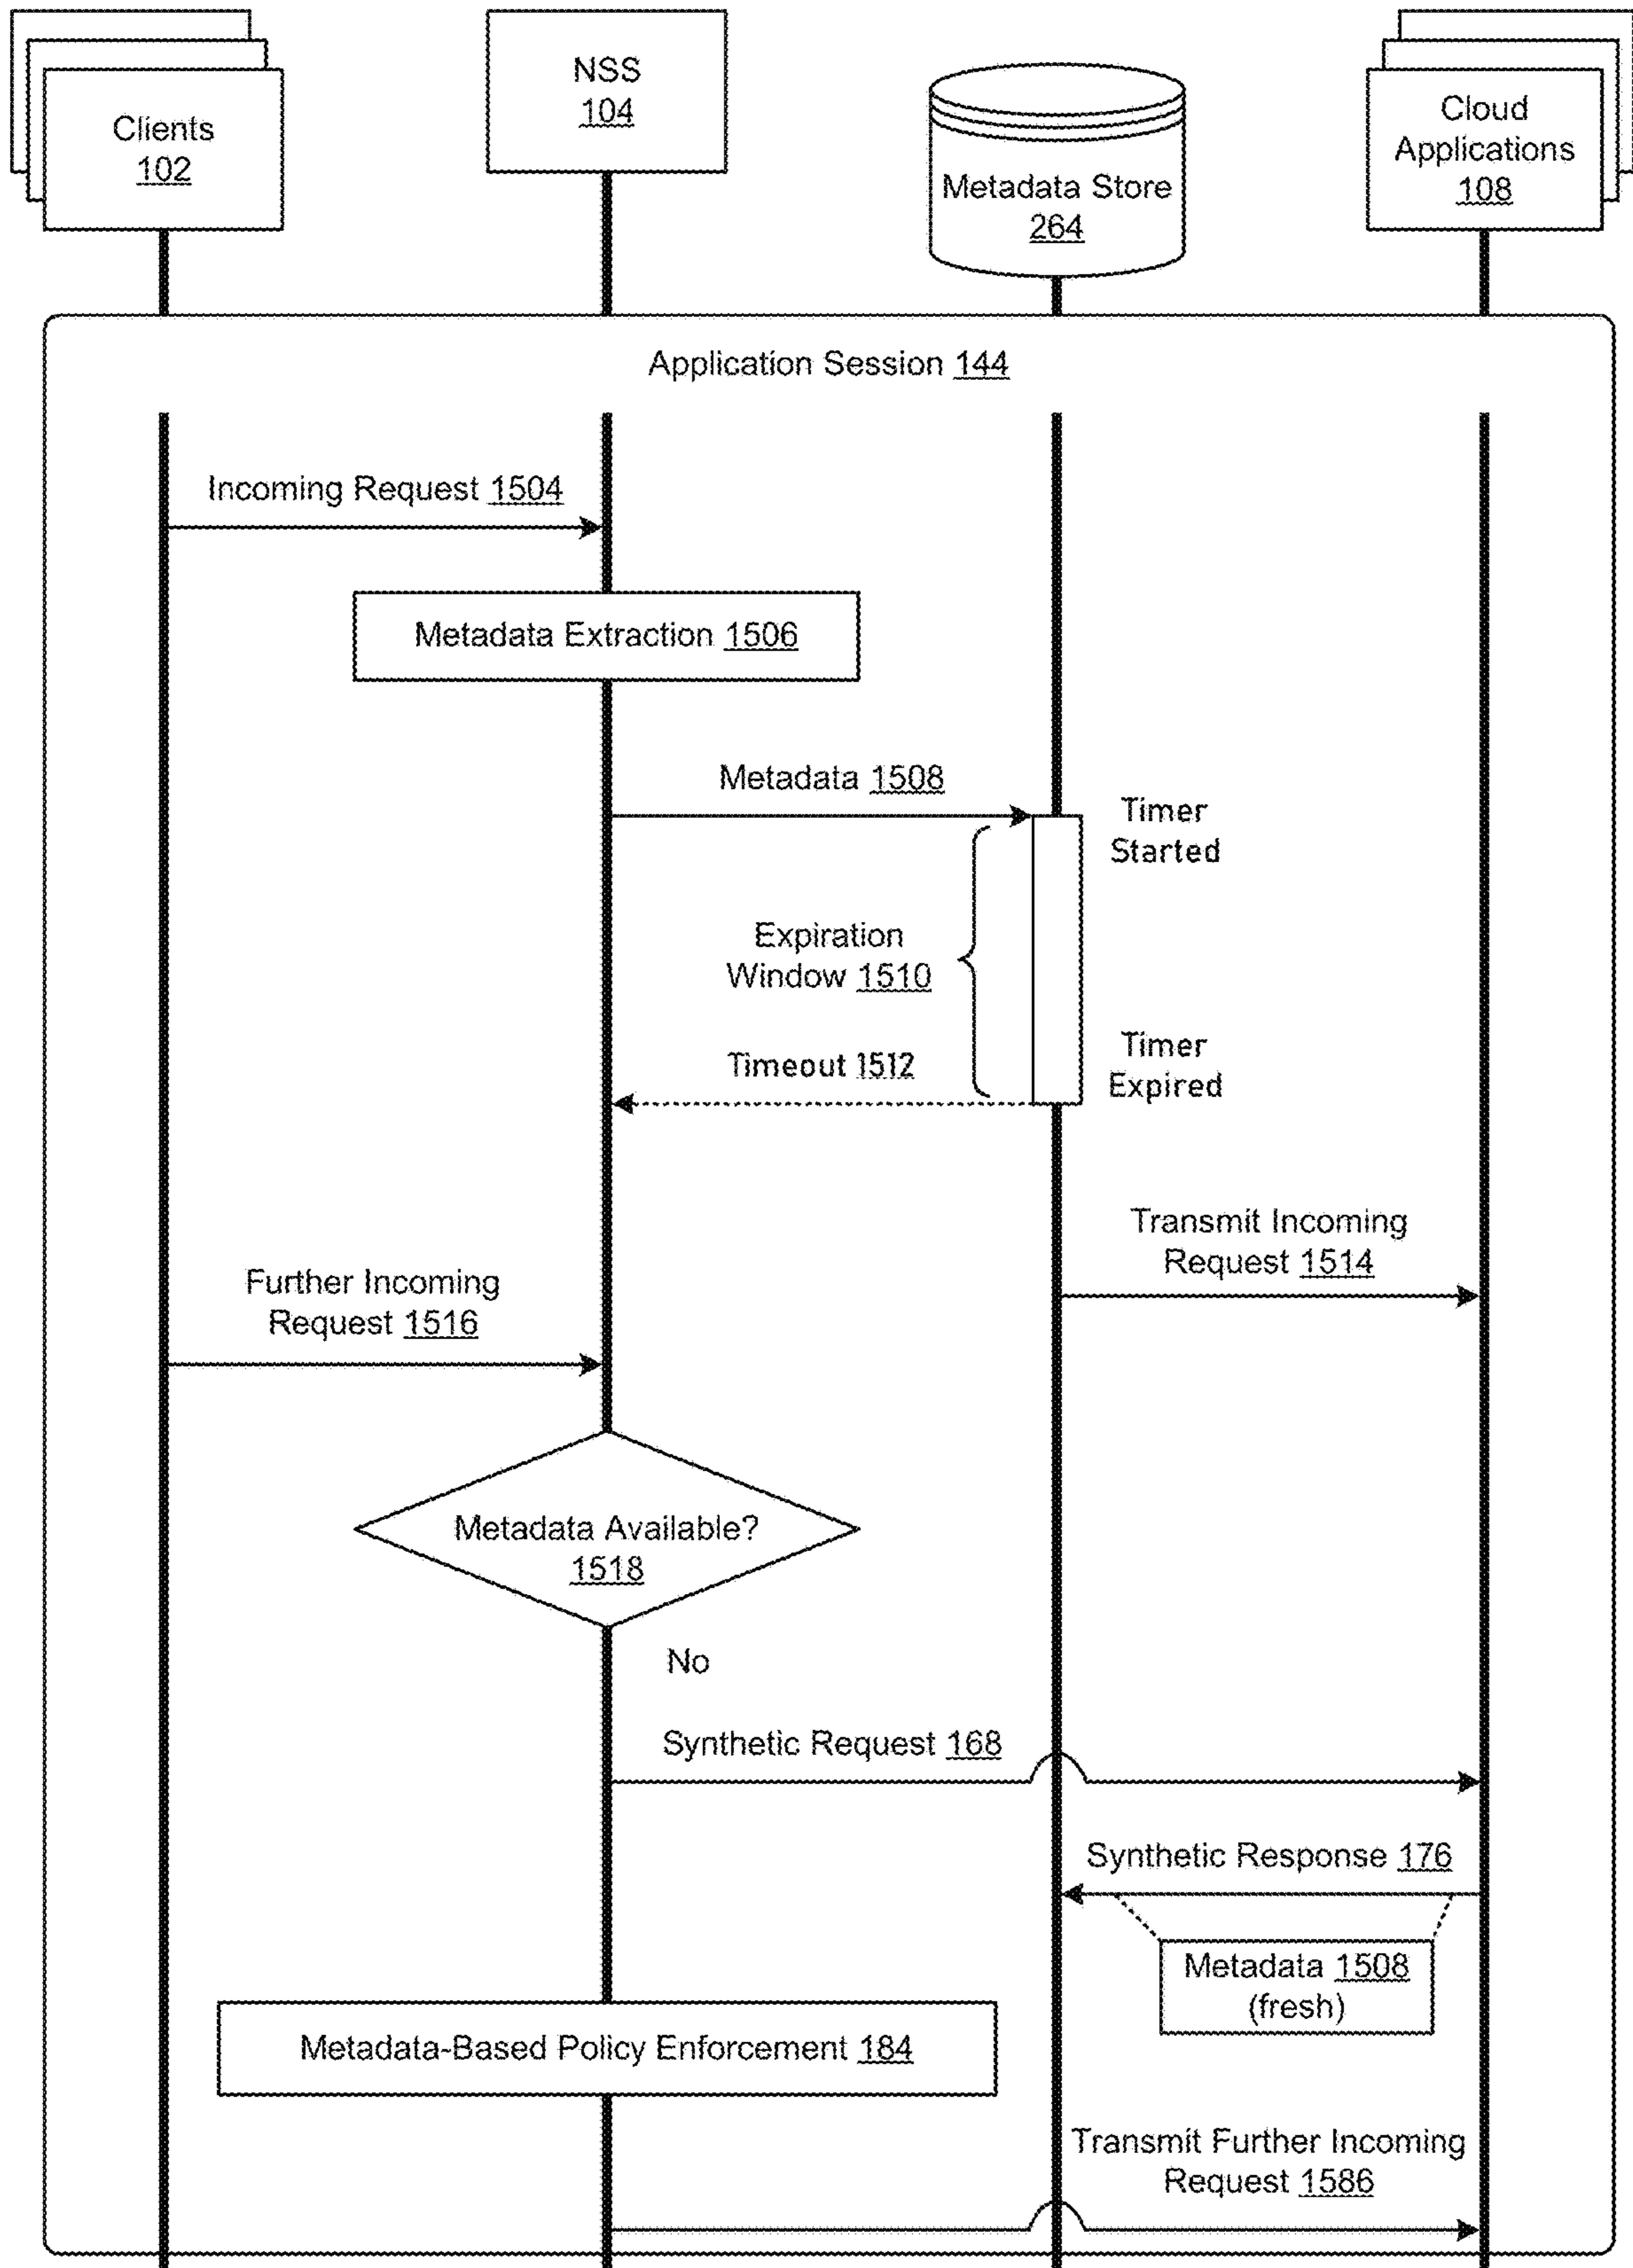 Clients
102
NSS
104
Metadata Store
264
Cloud
Applications
108
Application Session 144
Incoming Request 1504
Metadata Extraction 1506
Metadata 1508
Timer
Started
Expiration
Window 1510
Timer
Expired
Timeout 1512
Transmit Incoming
Request 1514
Further Incoming
Request 1516
Metadata Available?
1518
No
Synthetic Request 168
Synthetic Response 176
Metadata 1508
(fresh)
Metadata-Based Policy Enforcement 184
Transmit Further Incoming
Request 1586